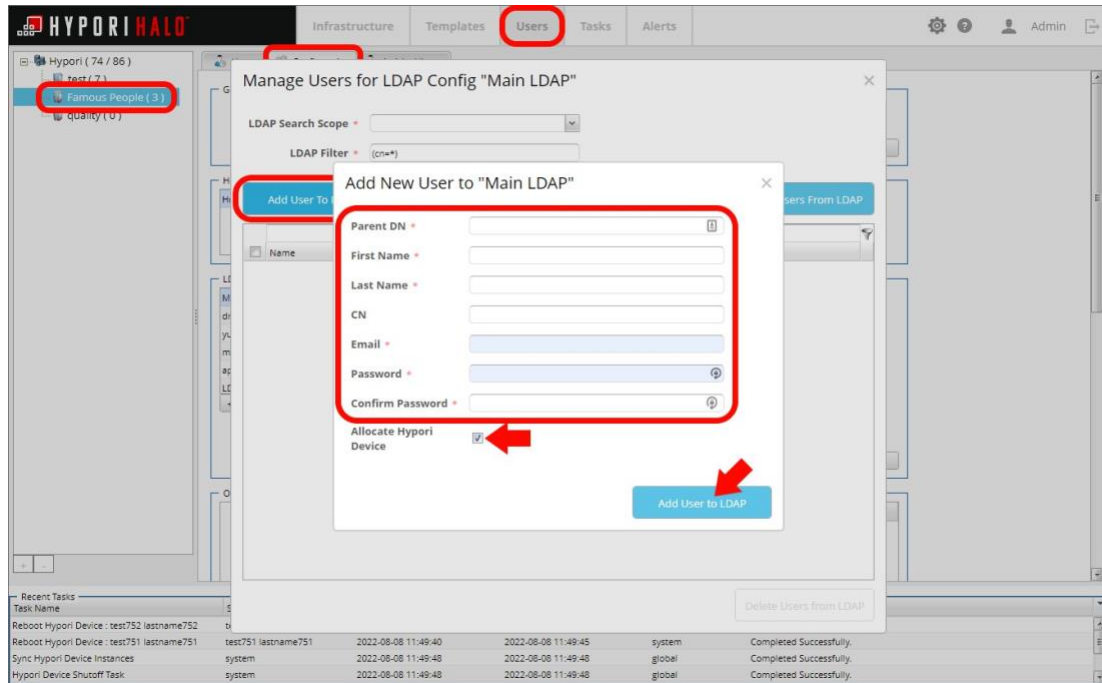 HYPORI HALO
Infrastructure Templates Users Tasks Alerts
Admin
Hypori ( 74 / 86 )
test ( 7 )
Famous People ( 3 )
quality ( 0 )
Manage Users for LDAP Config "Main LDAP"
LDAP Search Scope *
LDAP Filter * (cn=*)
Add User To
sers From LDAP
Name
Add New User to "Main LDAP"
Parent DN *
First Name *
Last Name *
CN
Email *
Password *
Confirm Password *
Allocate Hypori
Device
Add User to LDAP
Delete Users from LDAP
Recent Tasks
Task Name
Reboot Hypori Device : test752 lastname752
Reboot Hypori Device : test751 lastname751 test751 lastname751 2022-08-08 11:49:40 2022-08-08 11:49:45 system Completed Successfully.
Sync Hypori Device Instances system 2022-08-08 11:49:48 2022-08-08 11:49:48 global Completed Successfully.
Hypori Device Shutoff Task system 2022-08-08 11:49:48 2022-08-08 11:49:48 global Completed Successfully.